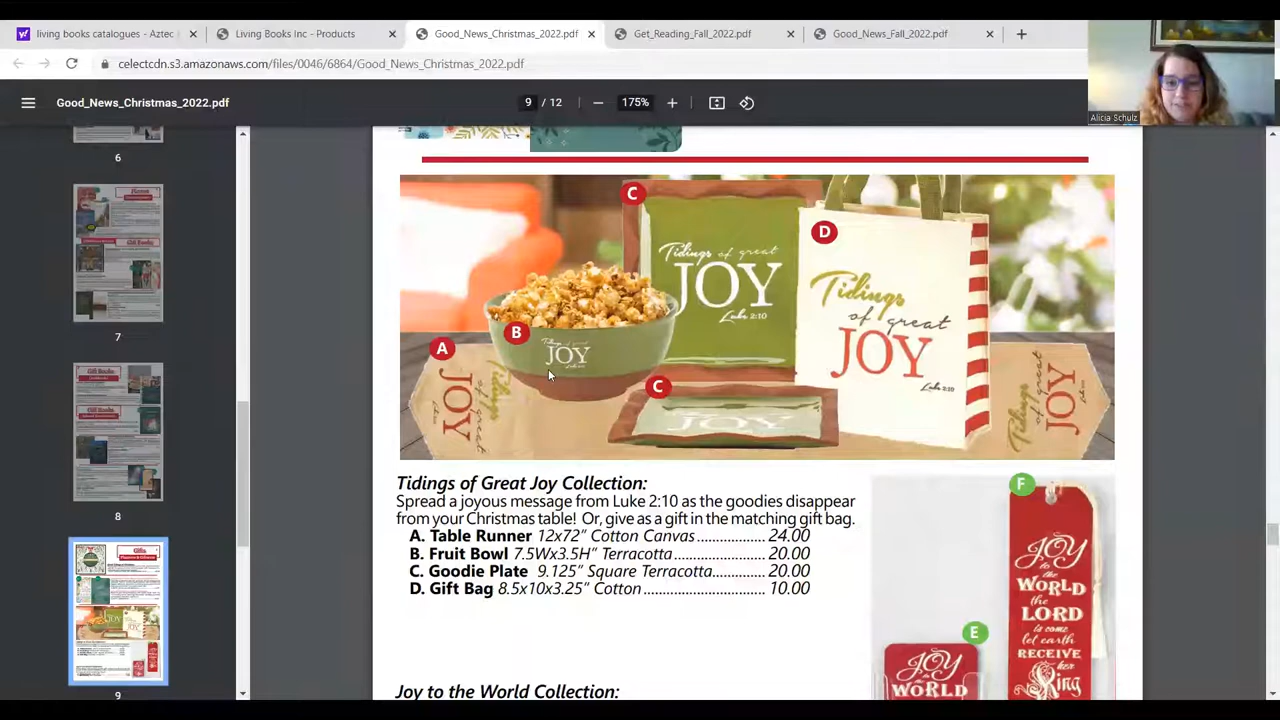 living books catalogues - Aztec
Living Books Inc - Products
Good_News_Christmas_2022.pdf
Get_Reading_Fall_2022.pdf
Good_News_Fall_2022.pdf
celectcdn.s3.amazonaws.com/files/0046/6864/Good_News_Christmas_2022.pdf
Good_News_Christmas_2022.pdf
9 / 12
175%
Alicia Schulz
6
7
8
9
C
Tidings of great
JOY
Luke 2:10
D
Tidings
of great
JOY
Luke 2:10
B
Tidings of great
JOY
A
Tidings
of great
JOY
C
JOY
Tidings
of great
JOY
Tidings of Great Joy Collection:
Spread a joyous message from Luke 2:10 as the goodies disappear
from your Christmas table! Or, give as a gift in the matching gift bag.
A. Table Runner 12x72" Cotton Canvas.................. 24.00
B. Fruit Bowl 7.5Wx3.5H" Terracotta...................... 20.00
C. Goodie Plate 9.125" Square Terracotta............. 20.00
D. Gift Bag 8.5x10x3.25" Cotton............................. 10.00
Joy to the World Collection:
E
JOY
to the
WORLD
F
JOY
to the
WORLD
the
LORD
is come
let earth
RECEIVE
her
King